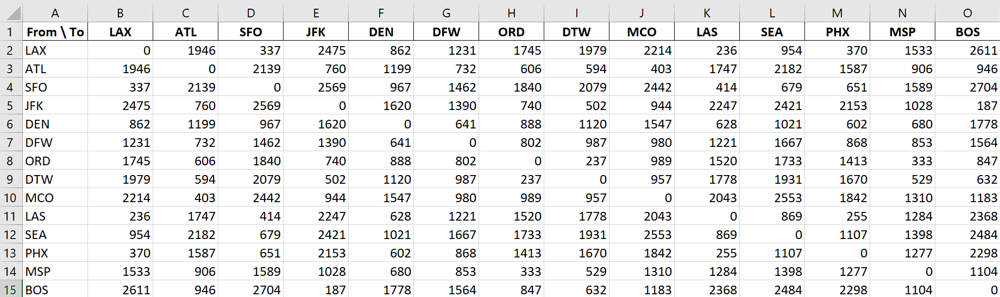 A B C D E F G H I J K L M N O
1 From \ To LAX ATL SFO JFK DEN DFW ORD DTW MCO LAS SEA PHX MSP BOS
2 LAX 0 1946 337 2475 862 1231 1745 1979 2214 236 954 370 1533 2611
3 ATL 1946 0 2139 760 1199 732 606 594 403 1747 2182 1587 906 946
4 SFO 337 2139 0 2569 967 1462 1840 2079 2442 414 679 651 1589 2704
5 JFK 2475 760 2569 0 1620 1390 740 502 944 2247 2421 2153 1028 187
6 DEN 862 1199 967 1620 0 641 888 1120 1547 628 1021 602 680 1778
7 DFW 1231 732 1462 1390 641 0 802 987 980 1221 1667 868 853 1564
8 ORD 1745 606 1840 740 888 802 0 237 989 1520 1733 1413 333 847
9 DTW 1979 594 2079 502 1120 987 237 0 957 1778 1931 1670 529 632
10 MCO 2214 403 2442 944 1547 980 989 957 0 2043 2553 1842 1310 1183
11 LAS 236 1747 414 2247 628 1221 1520 1778 2043 0 869 255 1284 2368
12 SEA 954 2182 679 2421 1021 1667 1733 1931 2553 869 0 1107 1398 2484
13 PHX 370 1587 651 2153 602 868 1413 1670 1842 255 1107 0 1277 2298
14 MSP 1533 906 1589 1028 680 853 333 529 1310 1284 1398 1277 0 1104
15 BOS 2611 946 2704 187 1778 1564 847 632 1183 2368 2484 2298 1104 0